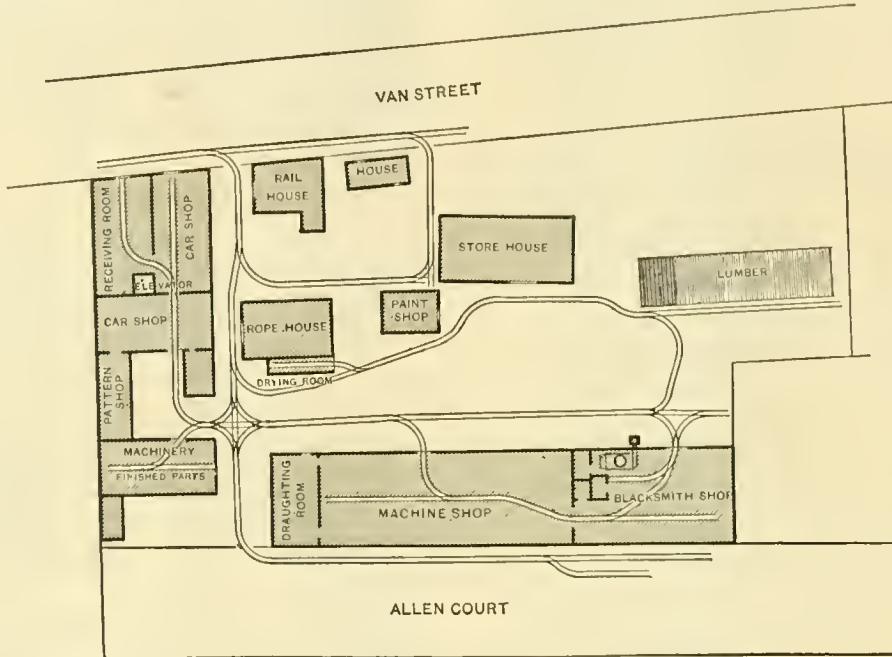 VAN STREET
RAIL
HOUSE
HOUSE
RECEIVING ROOM
CAR SHOP
STORE HOUSE
LUMBER
ELEVATOR
CAR SHOP
PAINT
SHOP
ROPE HOUSE
DRYING ROOM
PATTERN
SHOP
MACHINERY
FINISHED PARTS
DRAUGHTING
ROOM
MACHINE SHOP
BLACKSMITH SHOP
ALLEN COURT